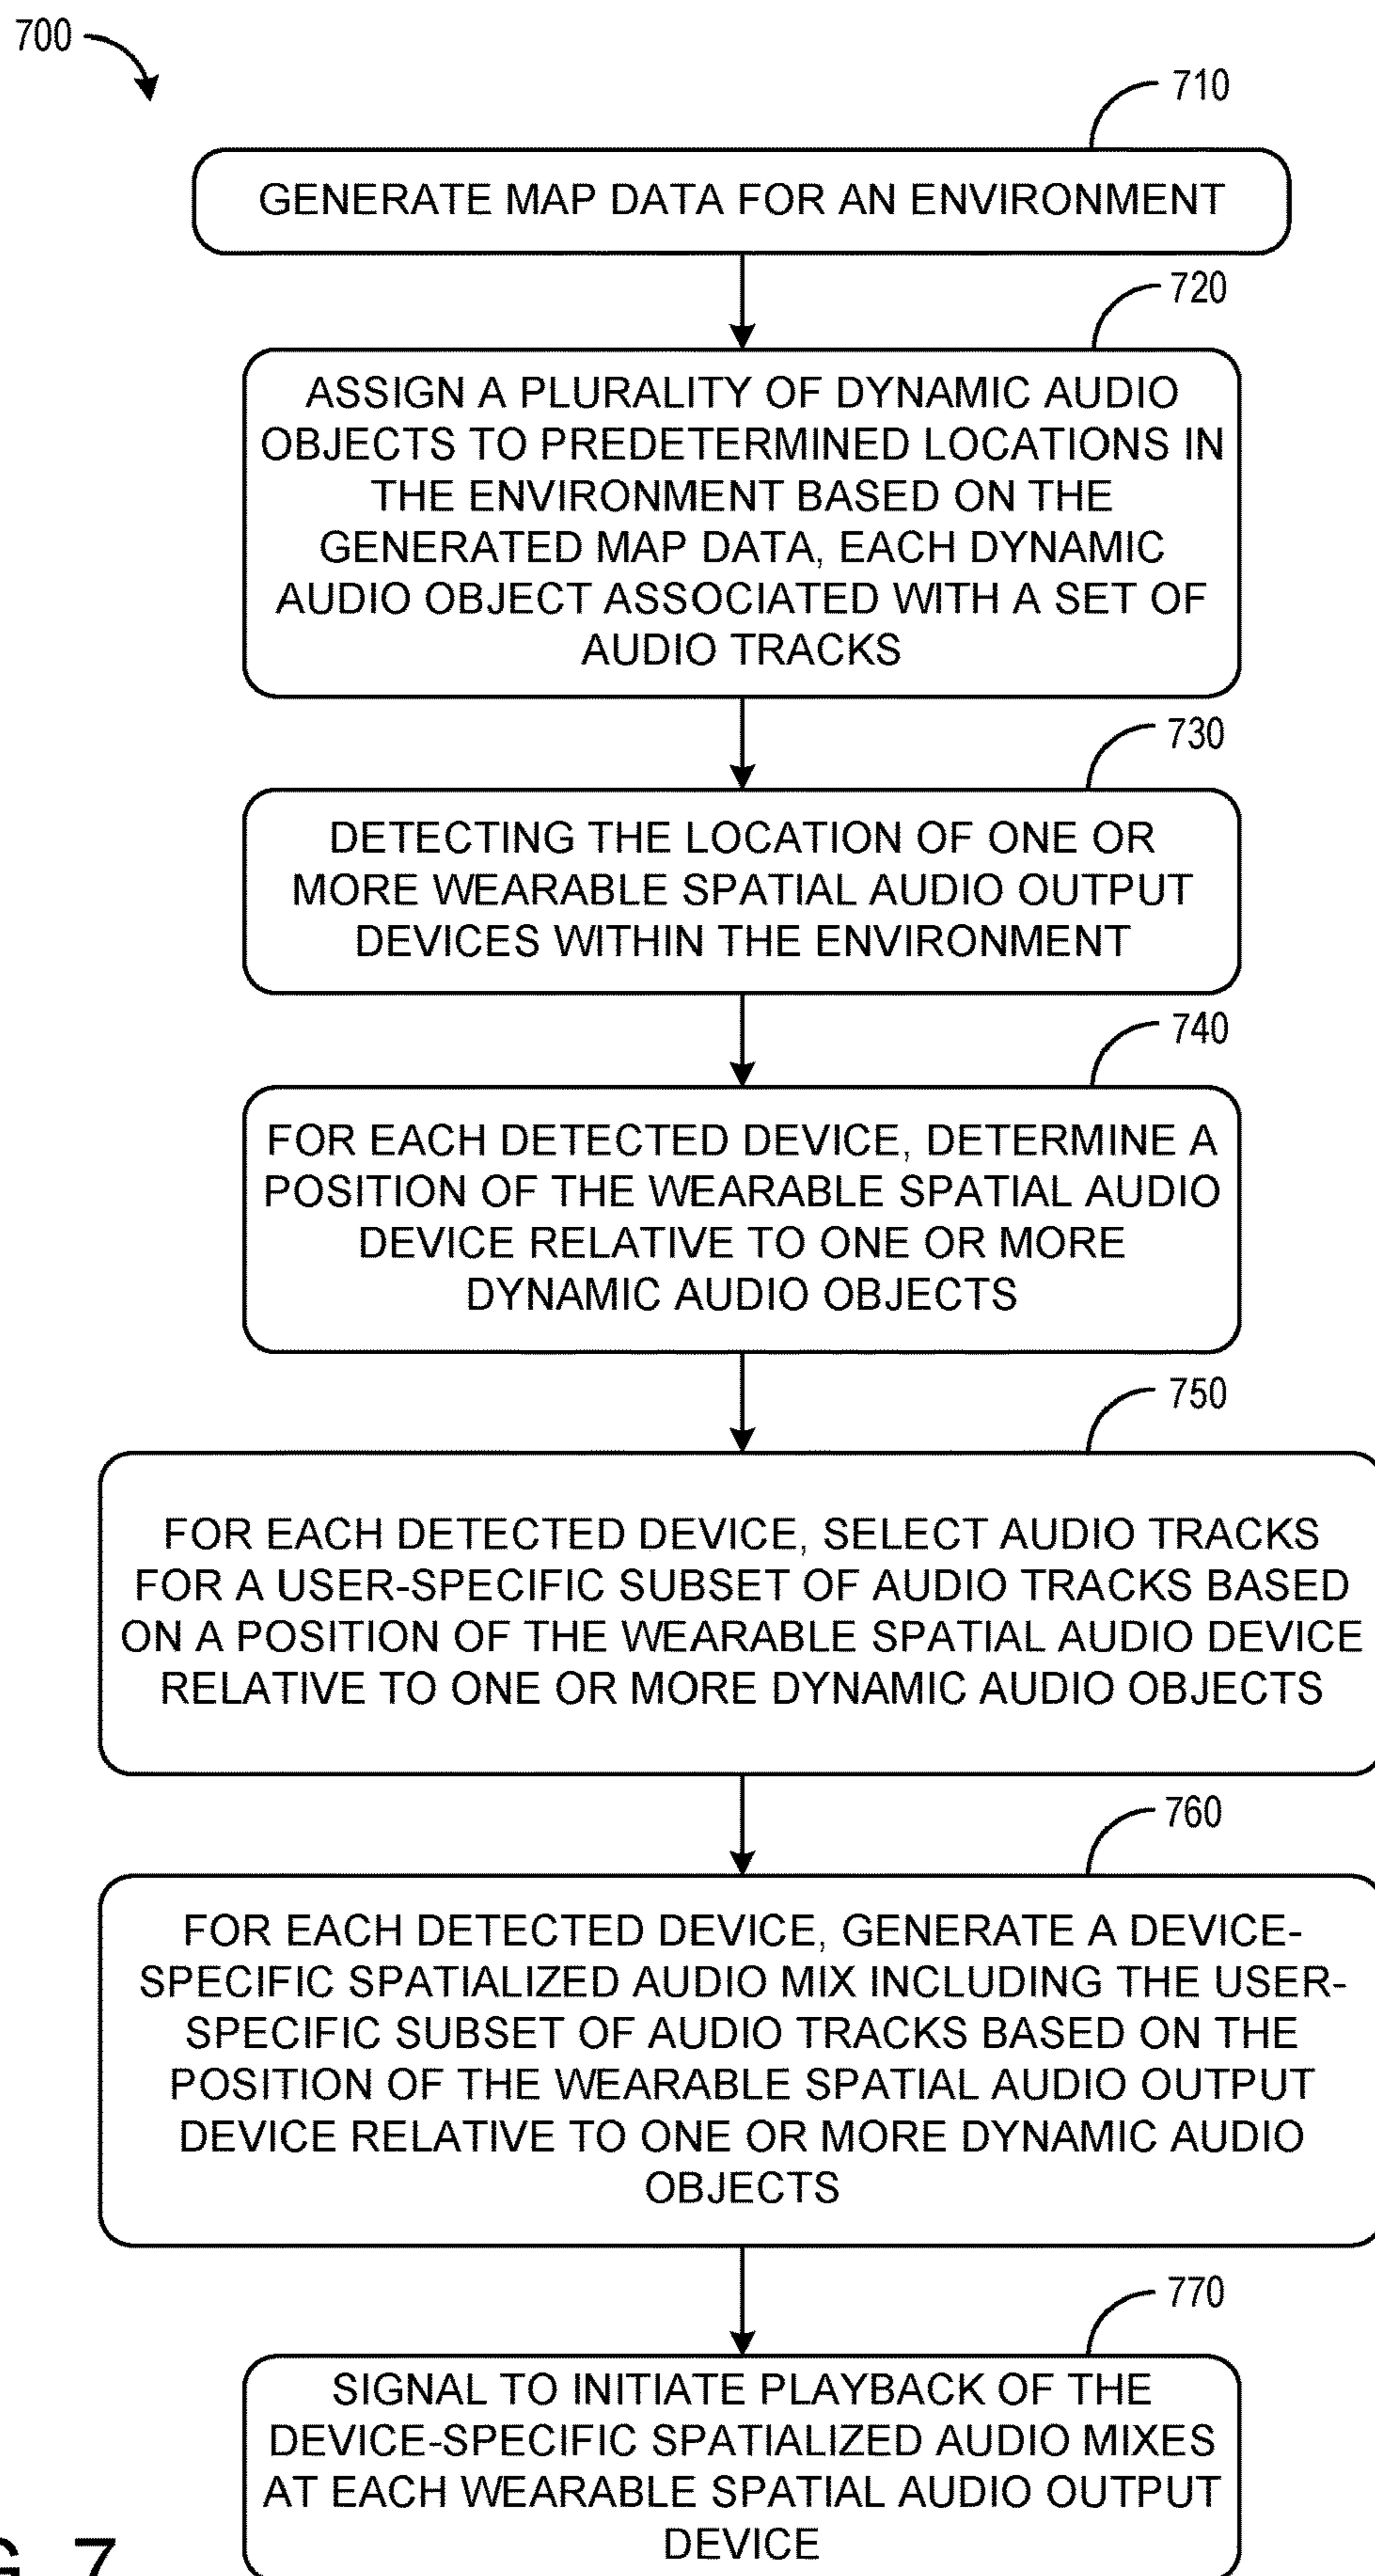 700
710
GENERATE MAP DATA FOR AN ENVIRONMENT
720
ASSIGN A PLURALITY OF DYNAMIC AUDIO
OBJECTS TO PREDETERMINED LOCATIONS IN
THE ENVIRONMENT BASED ON THE
GENERATED MAP DATA, EACH DYNAMIC
AUDIO OBJECT ASSOCIATED WITH A SET OF
AUDIO TRACKS
730
DETECTING THE LOCATION OF ONE OR
MORE WEARABLE SPATIAL AUDIO OUTPUT
DEVICES WITHIN THE ENVIRONMENT
740
FOR EACH DETECTED DEVICE, DETERMINE A
POSITION OF THE WEARABLE SPATIAL AUDIO
DEVICE RELATIVE TO ONE OR MORE
DYNAMIC AUDIO OBJECTS
750
FOR EACH DETECTED DEVICE, SELECT AUDIO TRACKS
FOR A USER-SPECIFIC SUBSET OF AUDIO TRACKS BASED
ON A POSITION OF THE WEARABLE SPATIAL AUDIO DEVICE
RELATIVE TO ONE OR MORE DYNAMIC AUDIO OBJECTS
760
FOR EACH DETECTED DEVICE, GENERATE A DEVICE-
SPECIFIC SPATIALIZED AUDIO MIX INCLUDING THE USER-
SPECIFIC SUBSET OF AUDIO TRACKS BASED ON THE
POSITION OF THE WEARABLE SPATIAL AUDIO OUTPUT
DEVICE RELATIVE TO ONE OR MORE DYNAMIC AUDIO
OBJECTS
770
SIGNAL TO INITIATE PLAYBACK OF THE
DEVICE-SPECIFIC SPATIALIZED AUDIO MIXES
AT EACH WEARABLE SPATIAL AUDIO OUTPUT
DEVICE
7